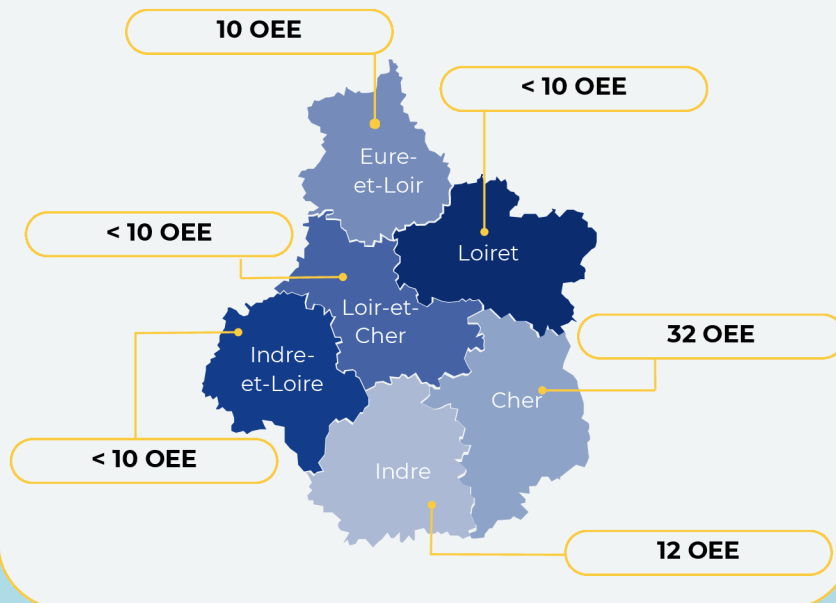 10 OEE
< 10 OEE
Eure-
et-Loir
< 10 OEE
Loiret
Loir-et-
Cher
32 OEE
Indre-
et-Loire
Cher
< 10 OEE
Indre
12 OEE